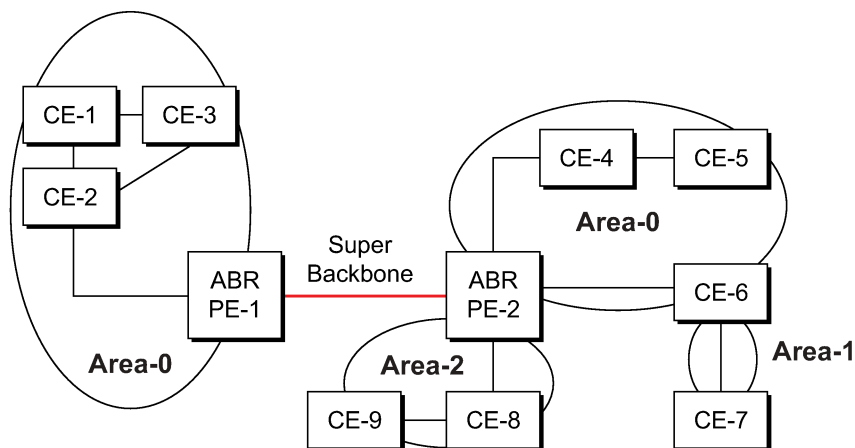 CE-1
CE-3
CE-2
ABR
PE-1
Area-0
Super
Backbone
CE-4
CE-5
Area-0
ABR
PE-2
CE-6
Area-1
Area-2
CE-9
CE-8
CE-7